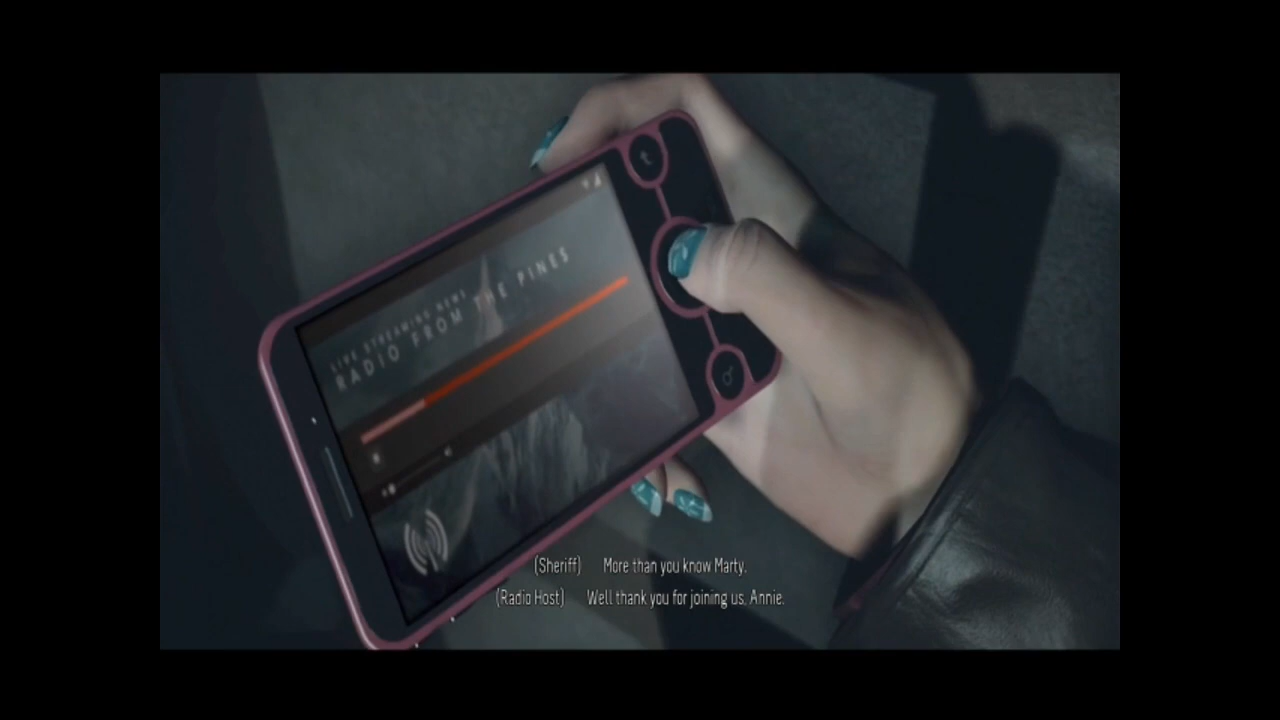 LIVE STREAMING NEWS
RADIO FROM THE PINES
(Sheriff) More than you know Marty.
(Radio Host) Well thank you for joining us, Annie.